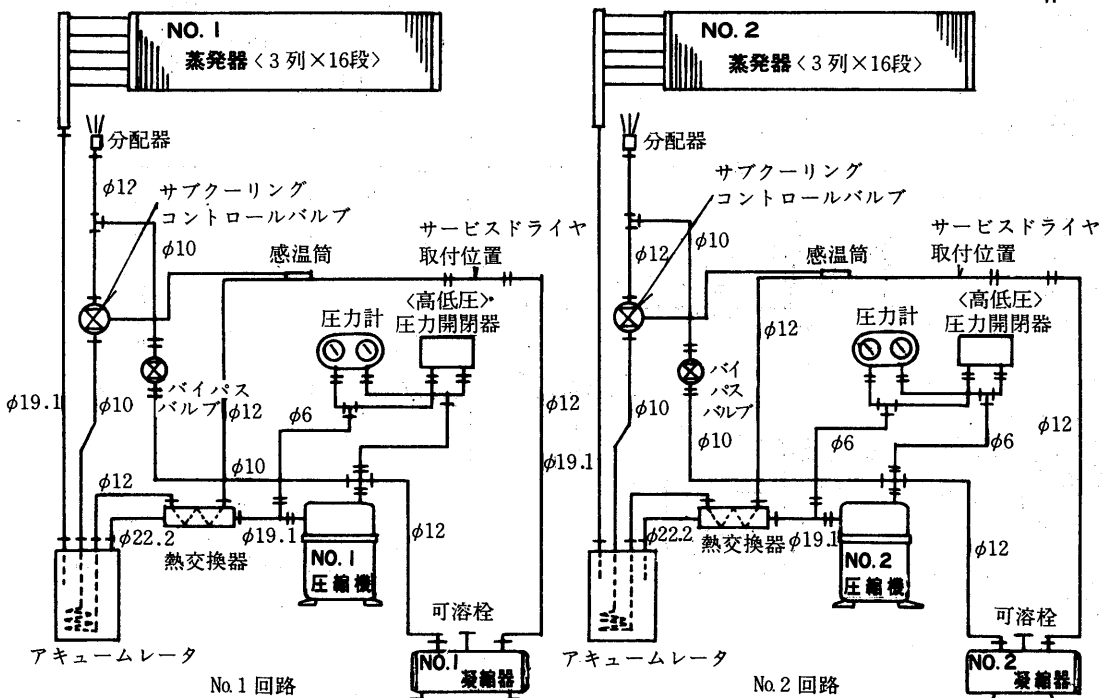 NO. 1
蒸発器〈3列×16段〉
分配器
φ12
サブクーリング
コントロールバルブ
φ10
感温筒
サービスドライヤ
取付位置
〈高低圧〉
圧力開閉器
圧力計
バイパス
バルブ
φ19.1
φ10
φ12
φ6
φ12
φ10
φ12
φ22.2
φ19.1
熱交換器
NO. 1
圧縮機
φ12
可溶栓
アキュームレータ
NO.1
凝縮器
No.1回路
NO. 2
蒸発器〈3列×16段〉
分配器
サブクーリング
コントロールバルブ
φ12
φ10
感温筒
サービスドライヤ
取付位置
〈高低圧〉
圧力開閉器
圧力計
φ12
バイ
パス
バルブ
φ19.1
φ10
φ10
φ6
φ6
φ12
φ22.2
φ19.1
熱交換器
NO.2
圧縮機
φ12
可溶栓
アキュームレータ
NO.2
凝縮器
No.2回路